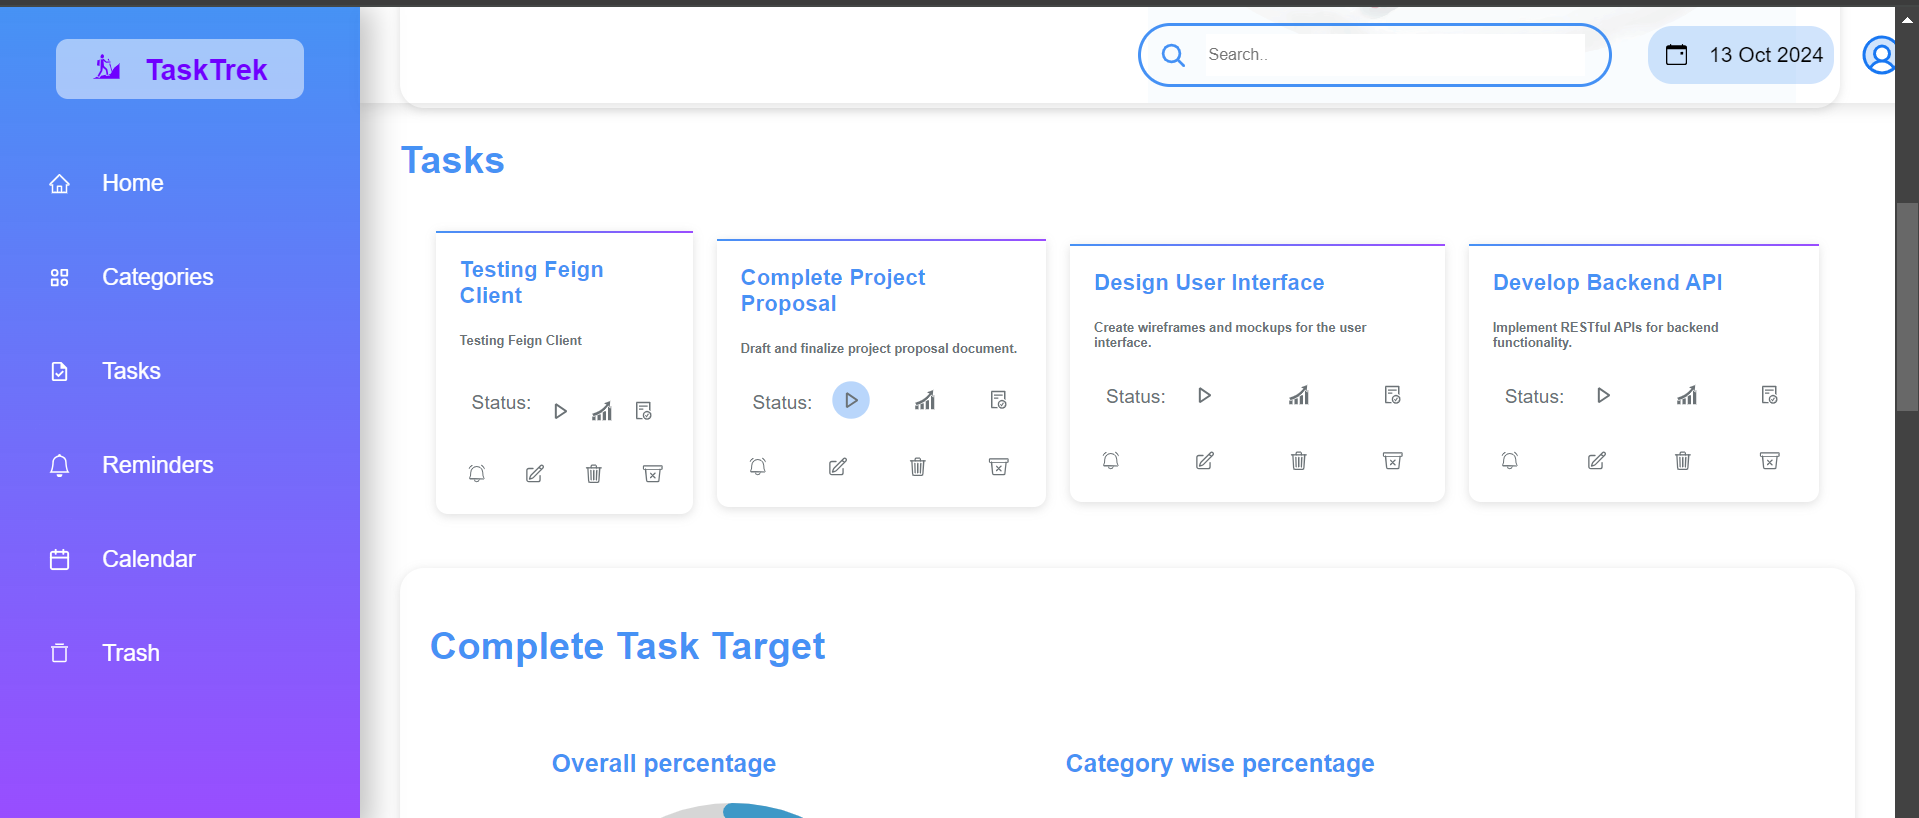 TaskTrek
Home
Categories
Tasks
Reminders
Calendar
Trash
Search..
13 Oct 2024
Tasks
Testing Feign
Client
Testing Feign Client
Status:
Complete Project
Proposal
Draft and finalize project proposal document.
Status:
Design User Interface
Create wireframes and mockups for the user
interface.
Status:
Develop Backend API
Implement RESTful APIs for backend
functionality.
Status:
Complete Task Target
Overall percentage
Category wise percentage